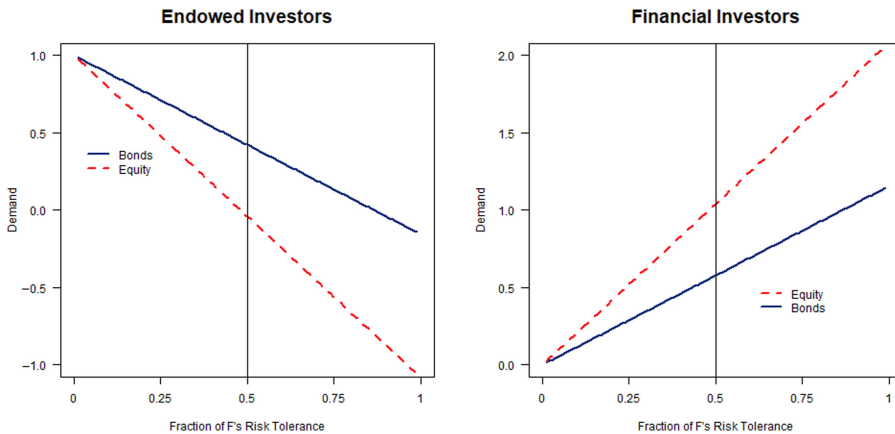 Endowed Investors
1.0
0.5
0.0
−0.5
−1.0
Demand
Bonds
Equity
0
0.25
0.5
0.75
1
Fraction of F's Risk Tolerance
Financial Investors
2.0
1.5
1.0
0.5
0.0
Demand
Equity
Bonds
0
0.25
0.5
0.75
1
Fraction of F's Risk Tolerance